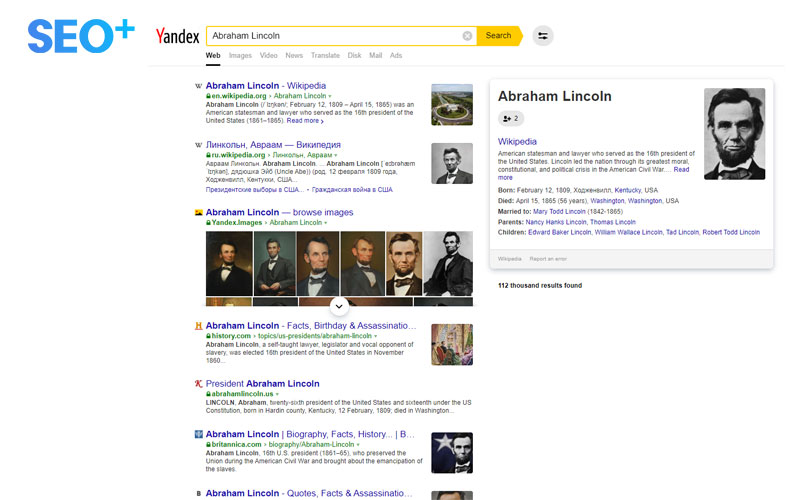 SEO+
Yandex
Abraham Lincoln
Search
Web Images Video News Translate Disk Mail Ads
Abraham Lincoln - Wikipedia
en.wikipedia.org › Abraham Lincoln
Abraham Lincoln (/ˈlɪŋkən/; February 12, 1809 – April 15, 1865) was an
American statesman and lawyer who served as the 16th president of the
United States (1861–1865). Read more ›
Линкольн, Авраам — Википедия
ru.wikipedia.org › Линкольн, Авраам
Авраам Линкольн. Abraham Lincoln. ... Abraham Lincoln [ˈeɪbrəhæm
ˈlɪŋkən], дядюшка Эйб (Uncle Abe)) (род. 12 февраля 1809 года,
Ходженвилл, Кентукки, США...
Президентские выборы в США... · Гражданская война в США
Abraham Lincoln — browse images
Yandex.Images › Abraham Lincoln
Abraham Lincoln - Facts, Birthday & Assassinatio...
history.com › topics/us-presidents/abraham-lincoln
Abraham Lincoln, a self-taught lawyer, legislator and vocal opponent of
slavery, was elected 16th president of the United States in November
1860...
President Abraham Lincoln
abrahamlincoln.us
LINCOLN, Abraham, twenty-sixth president of the United States and sixteenth under the US
Constitution, born in Hardin county, Kentucky, 12 February, 1809; died in Washington...
Abraham Lincoln | Biography, Facts, History... | B...
britannica.com › biography/Abraham-Lincoln
Abraham Lincoln, 16th U.S. president (1861–65), who preserved the
Union during the American Civil War and brought about the emancipation of
the slaves.
Abraham Lincoln - Quotes, Facts & Assassinatio...
Abraham Lincoln
2
Wikipedia
American statesman and lawyer who served as the 16th president of
the United States. Lincoln led the nation through its greatest moral,
constitutional, and political crisis in the American Civil War.... Read
more
Born: February 12, 1809, Ходженвилл, Kentucky, USA
Died: April 15, 1865 (56 years), Washington, Washington, USA
Married to: Mary Todd Lincoln (1842-1865)
Parents: Nancy Hanks Lincoln, Thomas Lincoln
Children: Edward Baker Lincoln, William Wallace Lincoln, Tad Lincoln, Robert Todd Lincoln
Wikipedia Report an error
112 thousand results found